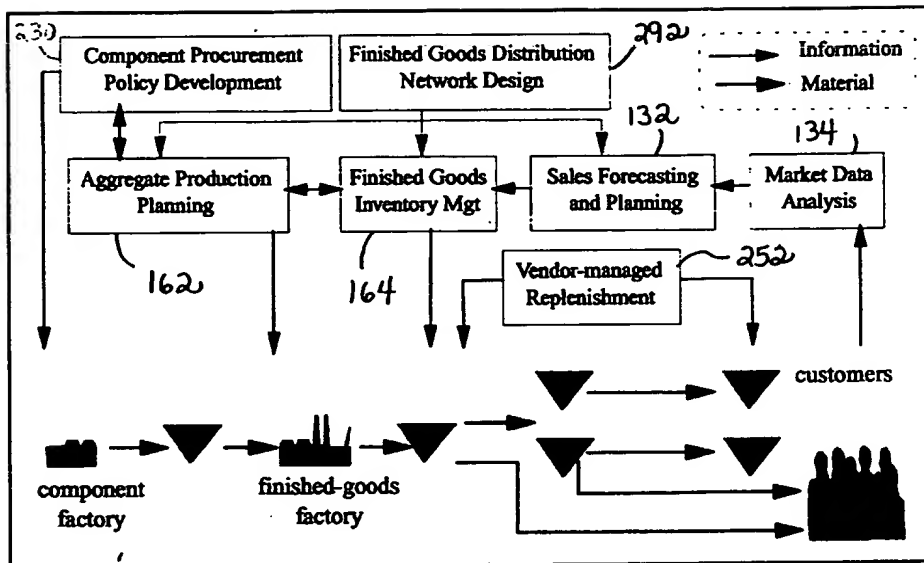 230
Component Procurement
Policy Development
Finished Goods Distribution
Network Design
292
Information
Material
132
134
Aggregate Production
Planning
Finished Goods
Inventory Mgt
Sales Forecasting
and Planning
Market Data
Analysis
162
164
Vendor-managed
Replenishment
252
customers
component
factory
finished-goods
factory